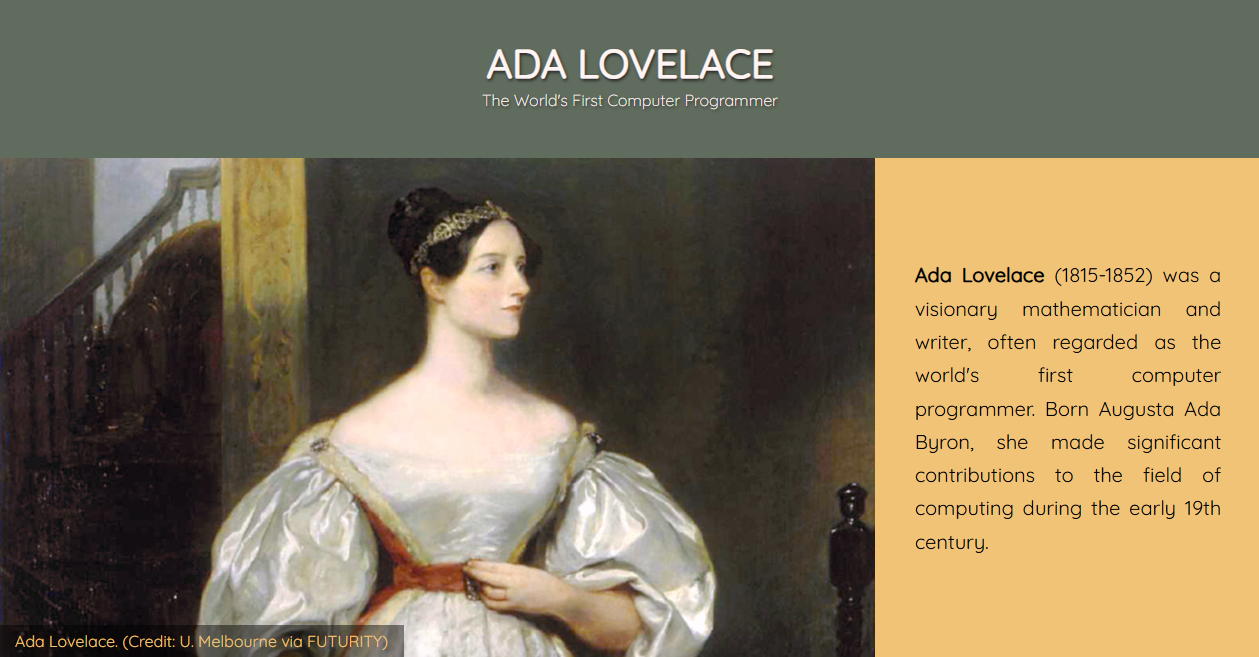 ADA LOVELACE
The World's First Computer Programmer
Ada Lovelace (1815-1852) was a
visionary mathematician and
writer, often regarded as the
world's first computer
programmer. Born Augusta Ada
Byron, she made significant
contributions to the field of
computing during the early 19th
century.
Ada Lovelace. (Credit: U. Melbourne via FUTURITY)